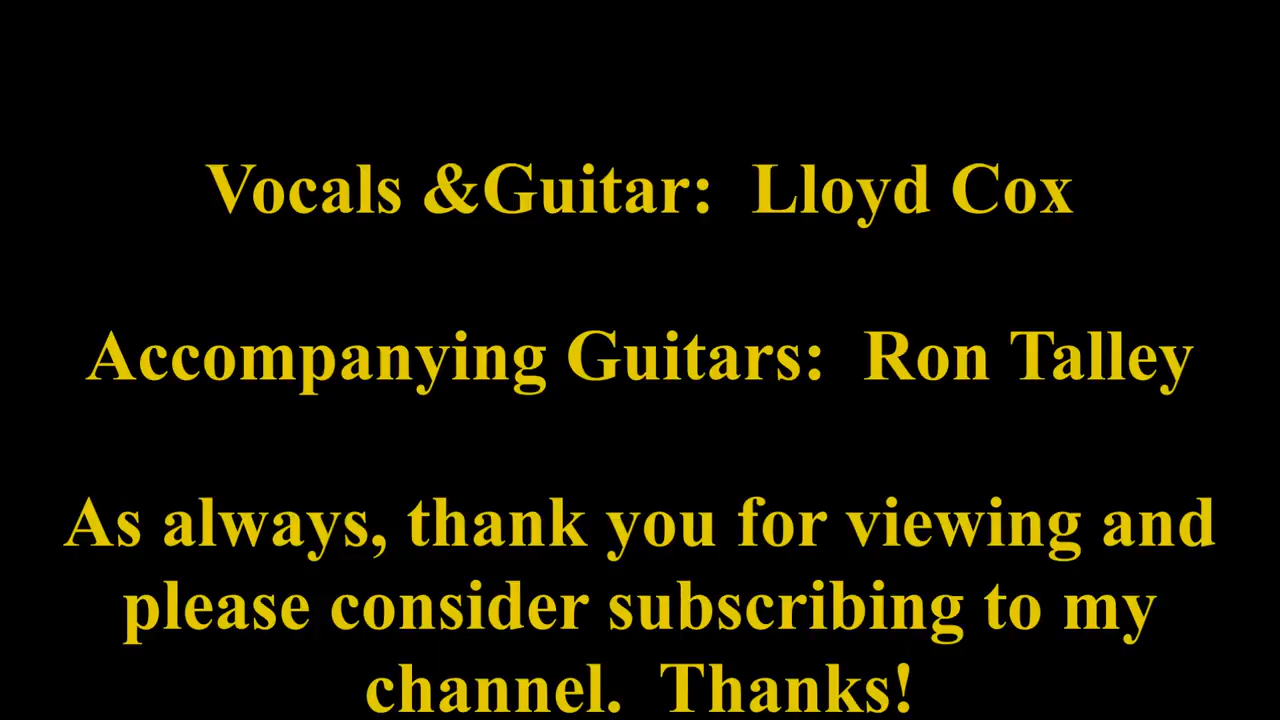 Vocals &Guitar:  Lloyd Cox
Accompanying Guitars:  Ron Talley
As always, thank you for viewing and
please consider subscribing to my
channel.  Thanks!